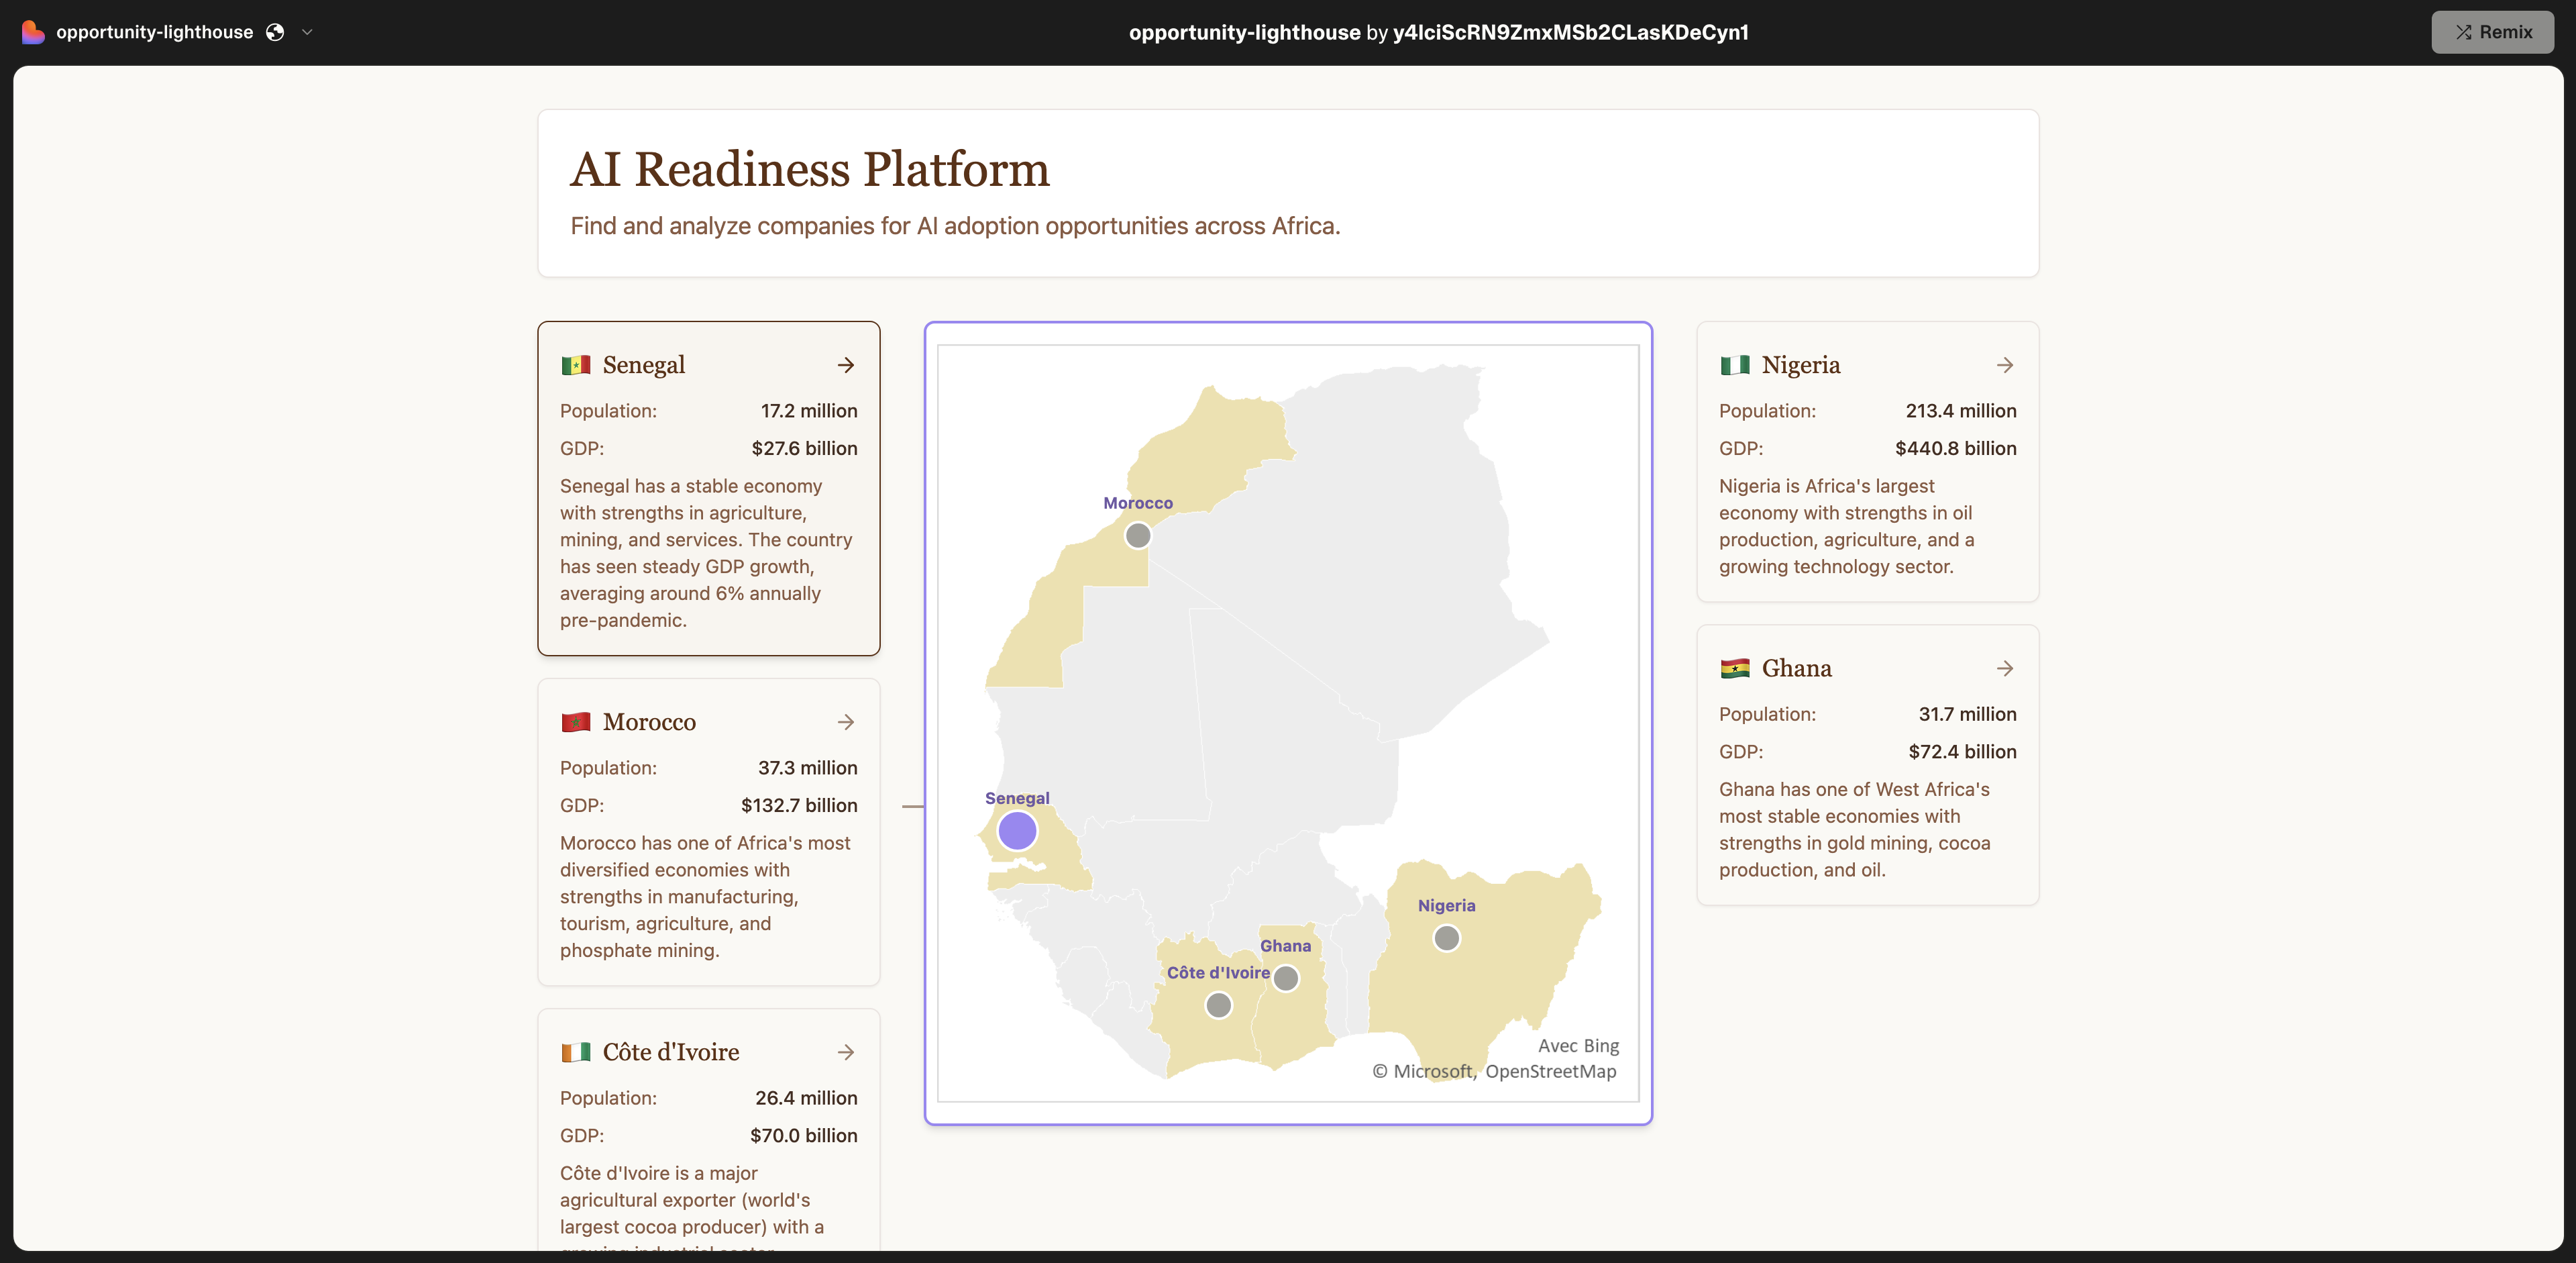 opportunity-lighthouse
opportunity-lighthouse by y4lciScRN9ZmxMSb2CLasKDeCyn1
Remix
AI Readiness Platform
Find and analyze companies for AI adoption opportunities across Africa.
Senegal
Population: 17.2 million
GDP: $27.6 billion
Senegal has a stable economy
with strengths in agriculture,
mining, and services. The country
has seen steady GDP growth,
averaging around 6% annually
pre-pandemic.
Morocco
Population: 37.3 million
GDP: $132.7 billion
Morocco has one of Africa's most
diversified economies with
strengths in manufacturing,
tourism, agriculture, and
phosphate mining.
Côte d'Ivoire
Population: 26.4 million
GDP: $70.0 billion
Côte d'Ivoire is a major
agricultural exporter (world's
largest cocoa producer) with a
growing industrial sector
Morocco
Senegal
Nigeria
Ghana
Côte d'Ivoire
Avec Bing
© Microsoft, OpenStreetMap
Nigeria
Population: 213.4 million
GDP: $440.8 billion
Nigeria is Africa's largest
economy with strengths in oil
production, agriculture, and a
growing technology sector.
Ghana
Population: 31.7 million
GDP: $72.4 billion
Ghana has one of West Africa's
most stable economies with
strengths in gold mining, cocoa
production, and oil.